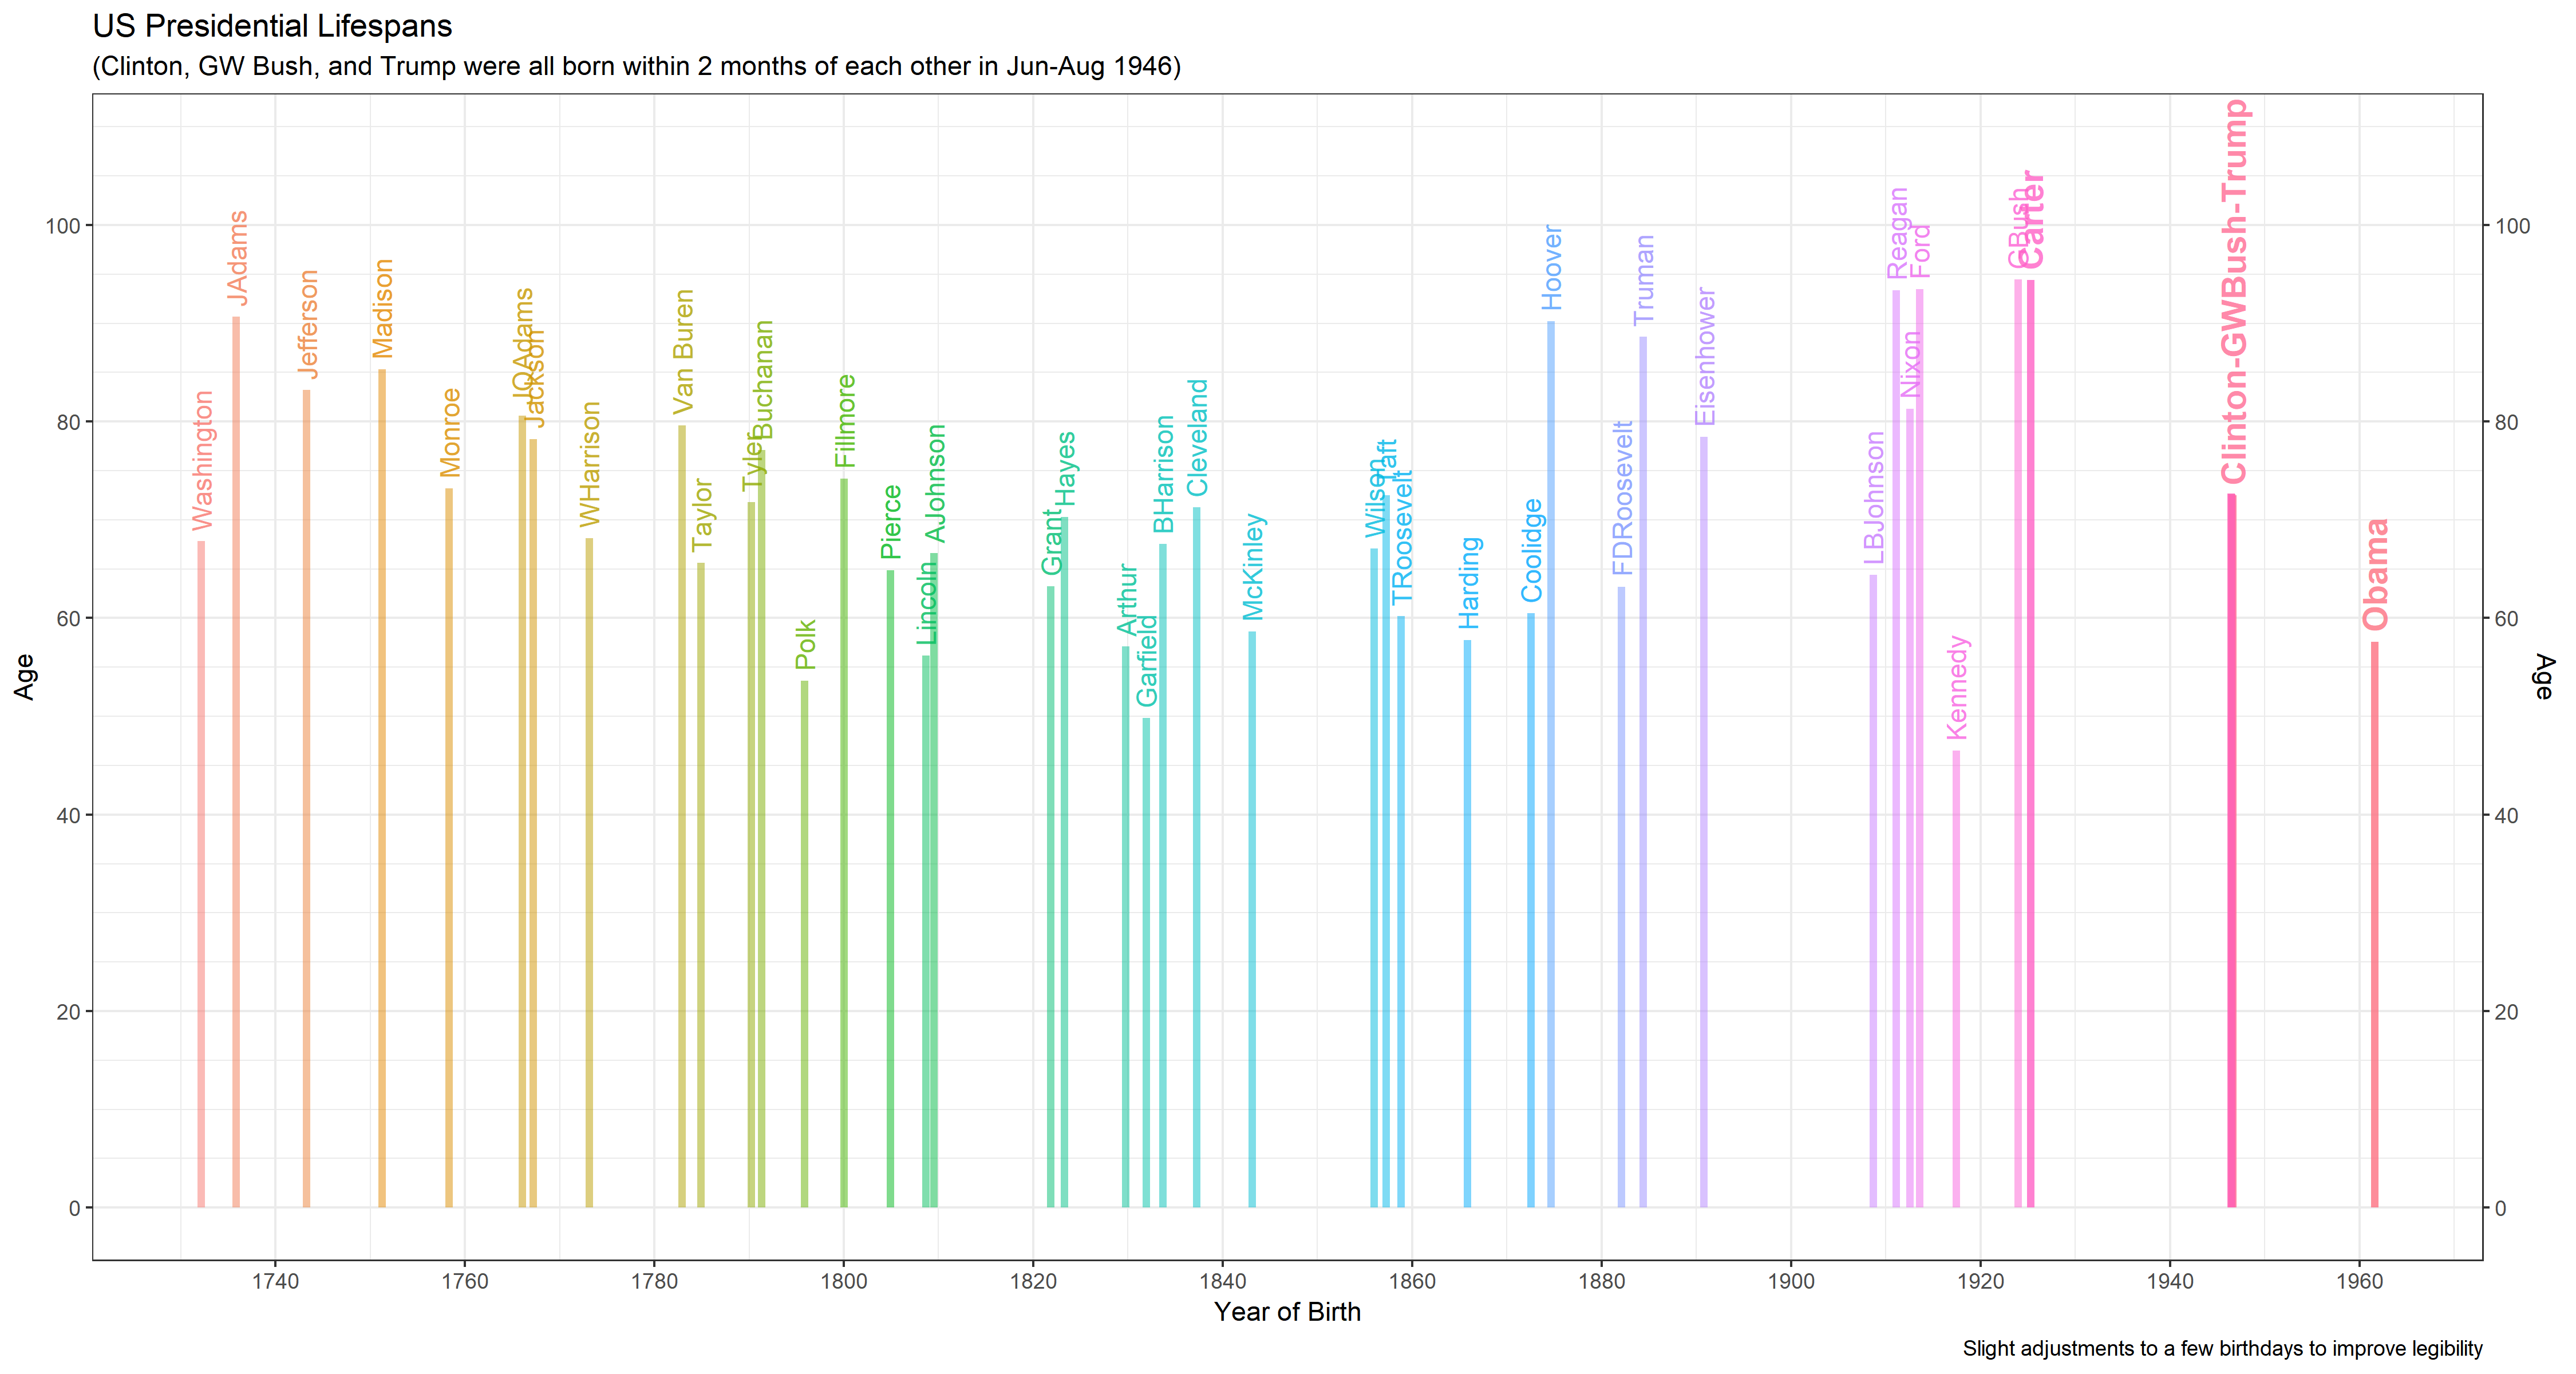 US Presidential Lifespans
(Clinton, GW Bush, and Trump were all born within 2 months of each other in Jun-Aug 1946)
Age
100
80
60
40
20
0
Washington
JAdams
Jefferson
Madison
Monroe
JQAdams
Jackson
WHarrison
Van Buren
Taylor
Tyler
Buchanan
Polk
Fillmore
Pierce
Lincoln
AJohnson
Grant
Hayes
Arthur
Garfield
BHarrison
Cleveland
McKinley
Wilson
Taft
TRoosevelt
Harding
Coolidge
Hoover
FDRoosevelt
Truman
Eisenhower
LBJohnson
Reagan
Nixon
Ford
Kennedy
GBush
Carter
Clinton-GWBush-Trump
Obama
100
80
60
40
20
0
Age
1740 1760 1780 1800 1820 1840 1860 1880 1900 1920 1940 1960
Year of Birth
Slight adjustments to a few birthdays to improve legibility